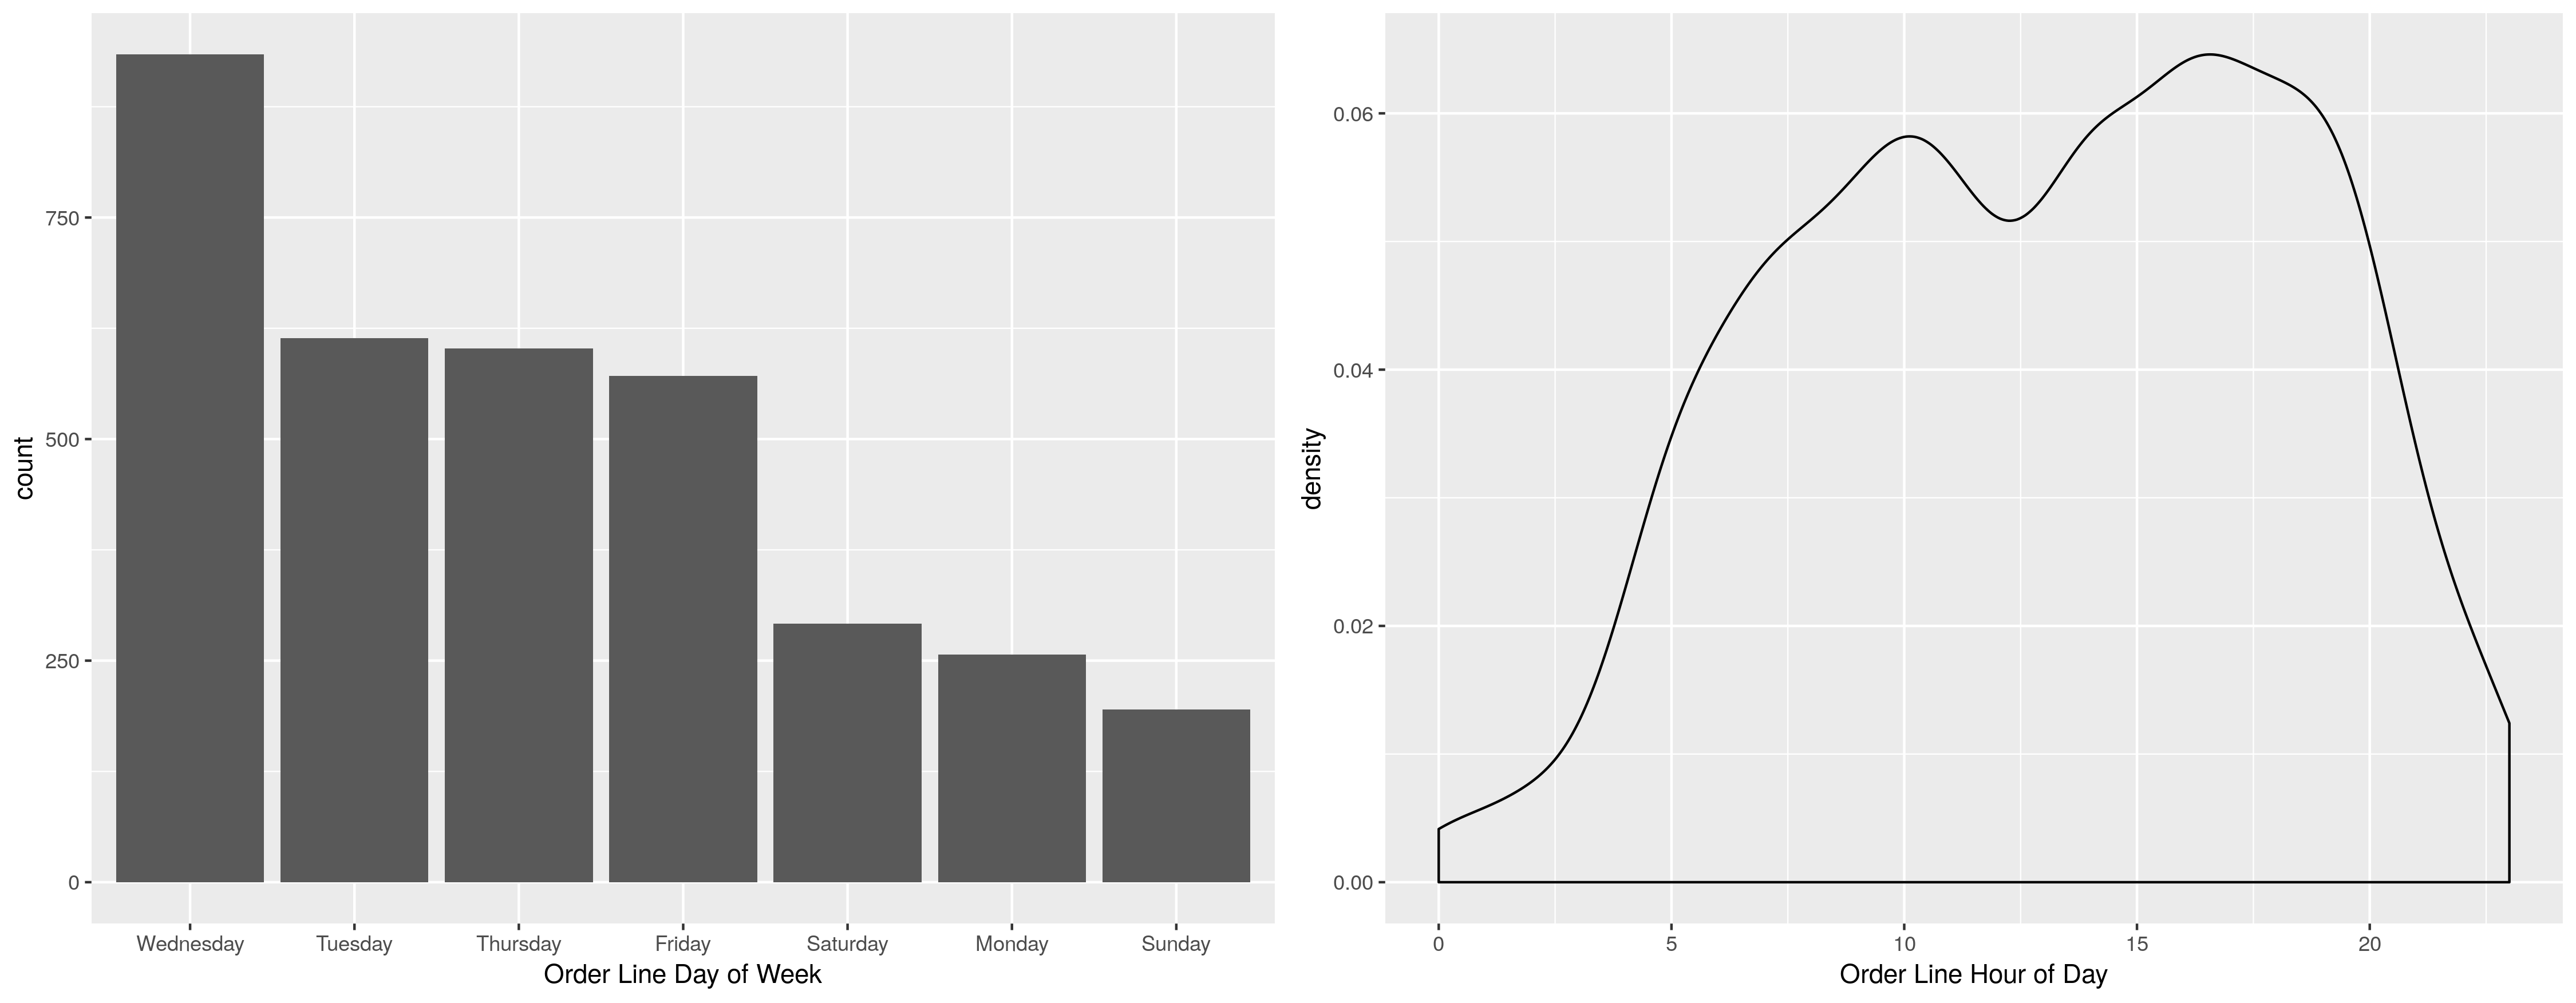 count
750
500
250
0
Wednesday Tuesday Thursday Friday Saturday Monday Sunday
Order Line Day of Week
density
0.06
0.04
0.02
0.00
0 5 10 15 20
Order Line Hour of Day